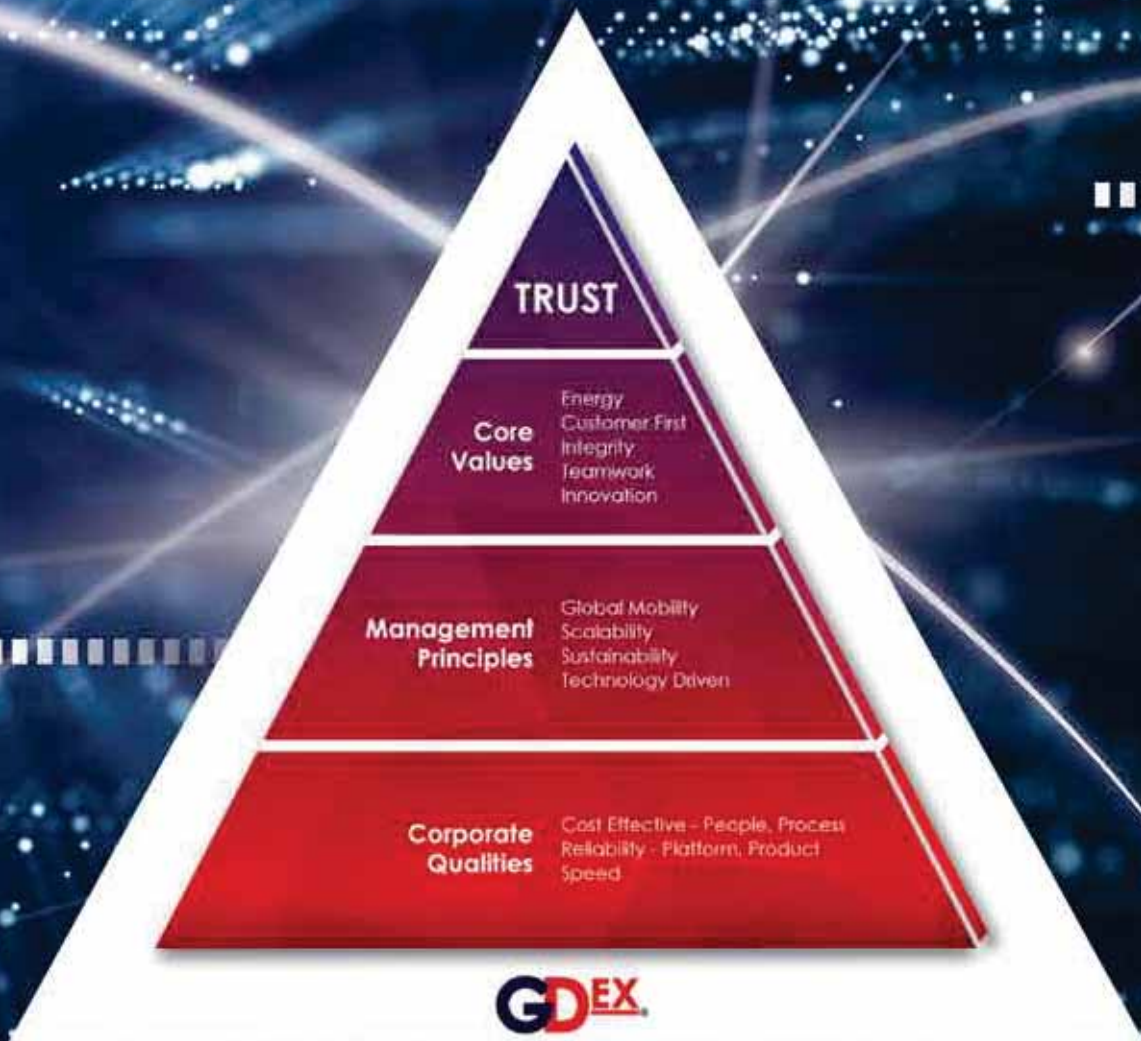 TRUST
Core
Values
Energy
Customer First
Integrity
Teamwork
Innovation
Management
Principles
Global Mobility
Scalability
Sustainability
Technology Driven
Corporate
Qualities
Cost Effective - People, Process
Reliability - Platform, Product
Speed
GDEX®